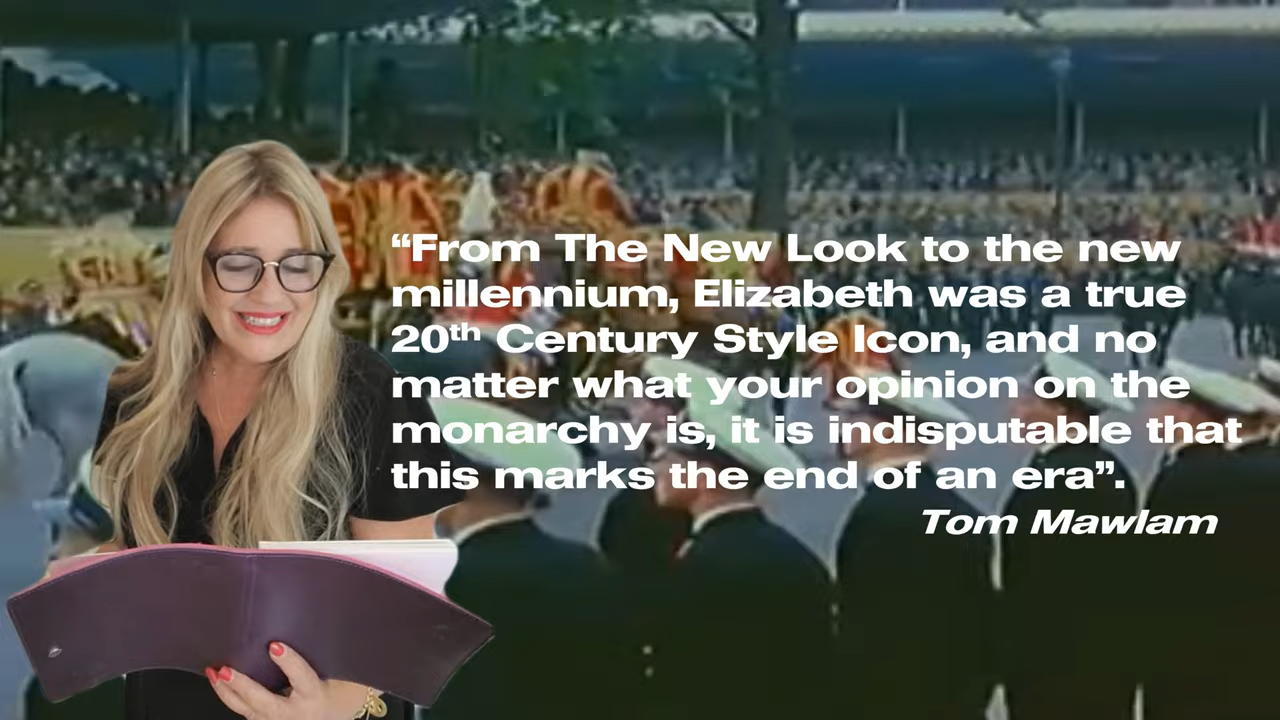 “From The New Look to the new
millennium, Elizabeth was a true
20th Century Style Icon, and no
matter what your opinion on the
monarchy is, it is indisputable that
this marks the end of an era”.
Tom Mawlam